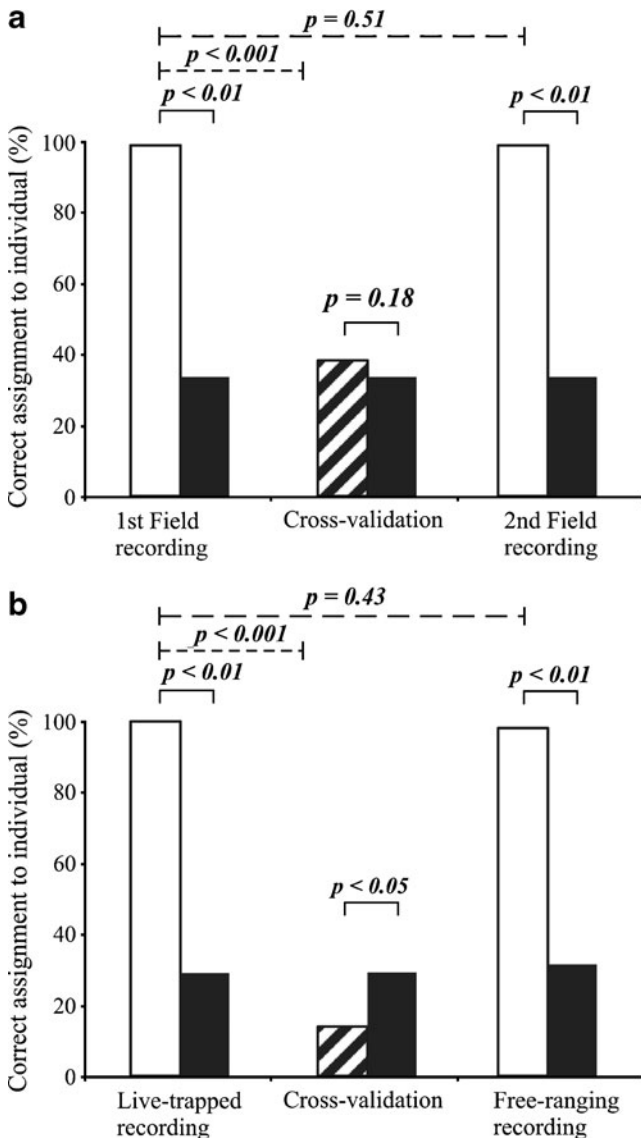 a
p = 0.51
p < 0.001
p < 0.01
p < 0.01
100
80
60
40
20
0
Correct assignment to individual (%)
p = 0.18
1st Field
recording
Cross-validation
2nd Field
recording
b
p = 0.43
p < 0.001
p < 0.01
p < 0.01
100
80
60
40
20
0
Correct assignment to individual (%)
p < 0.05
Live-trapped
recording
Cross-validation
Free-ranging
recording